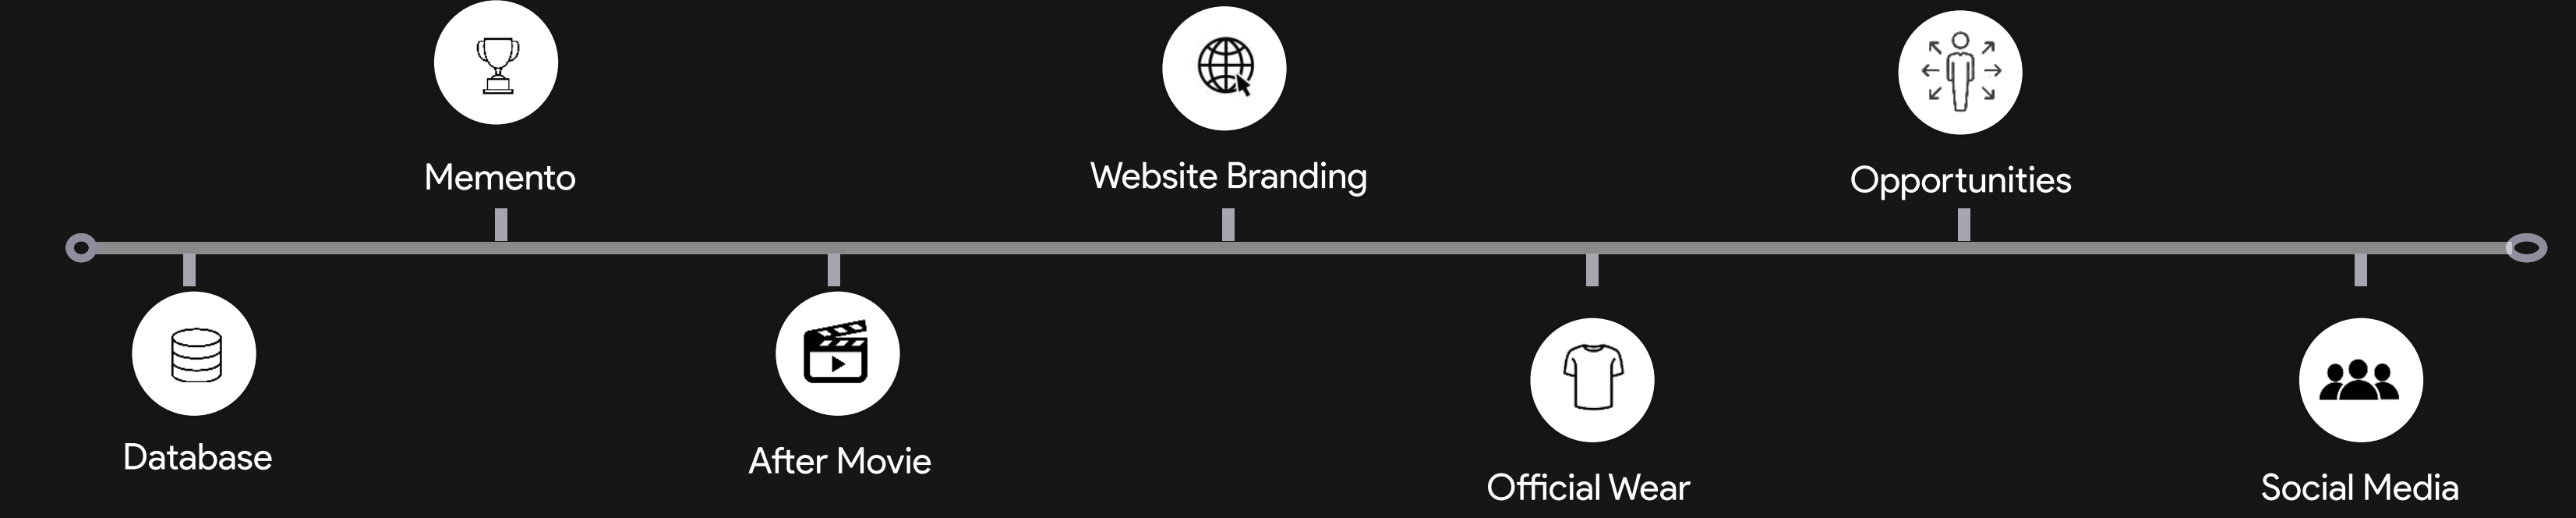 Memento
Website Branding
Opportunities
Database
After Movie
Official Wear
Social Media